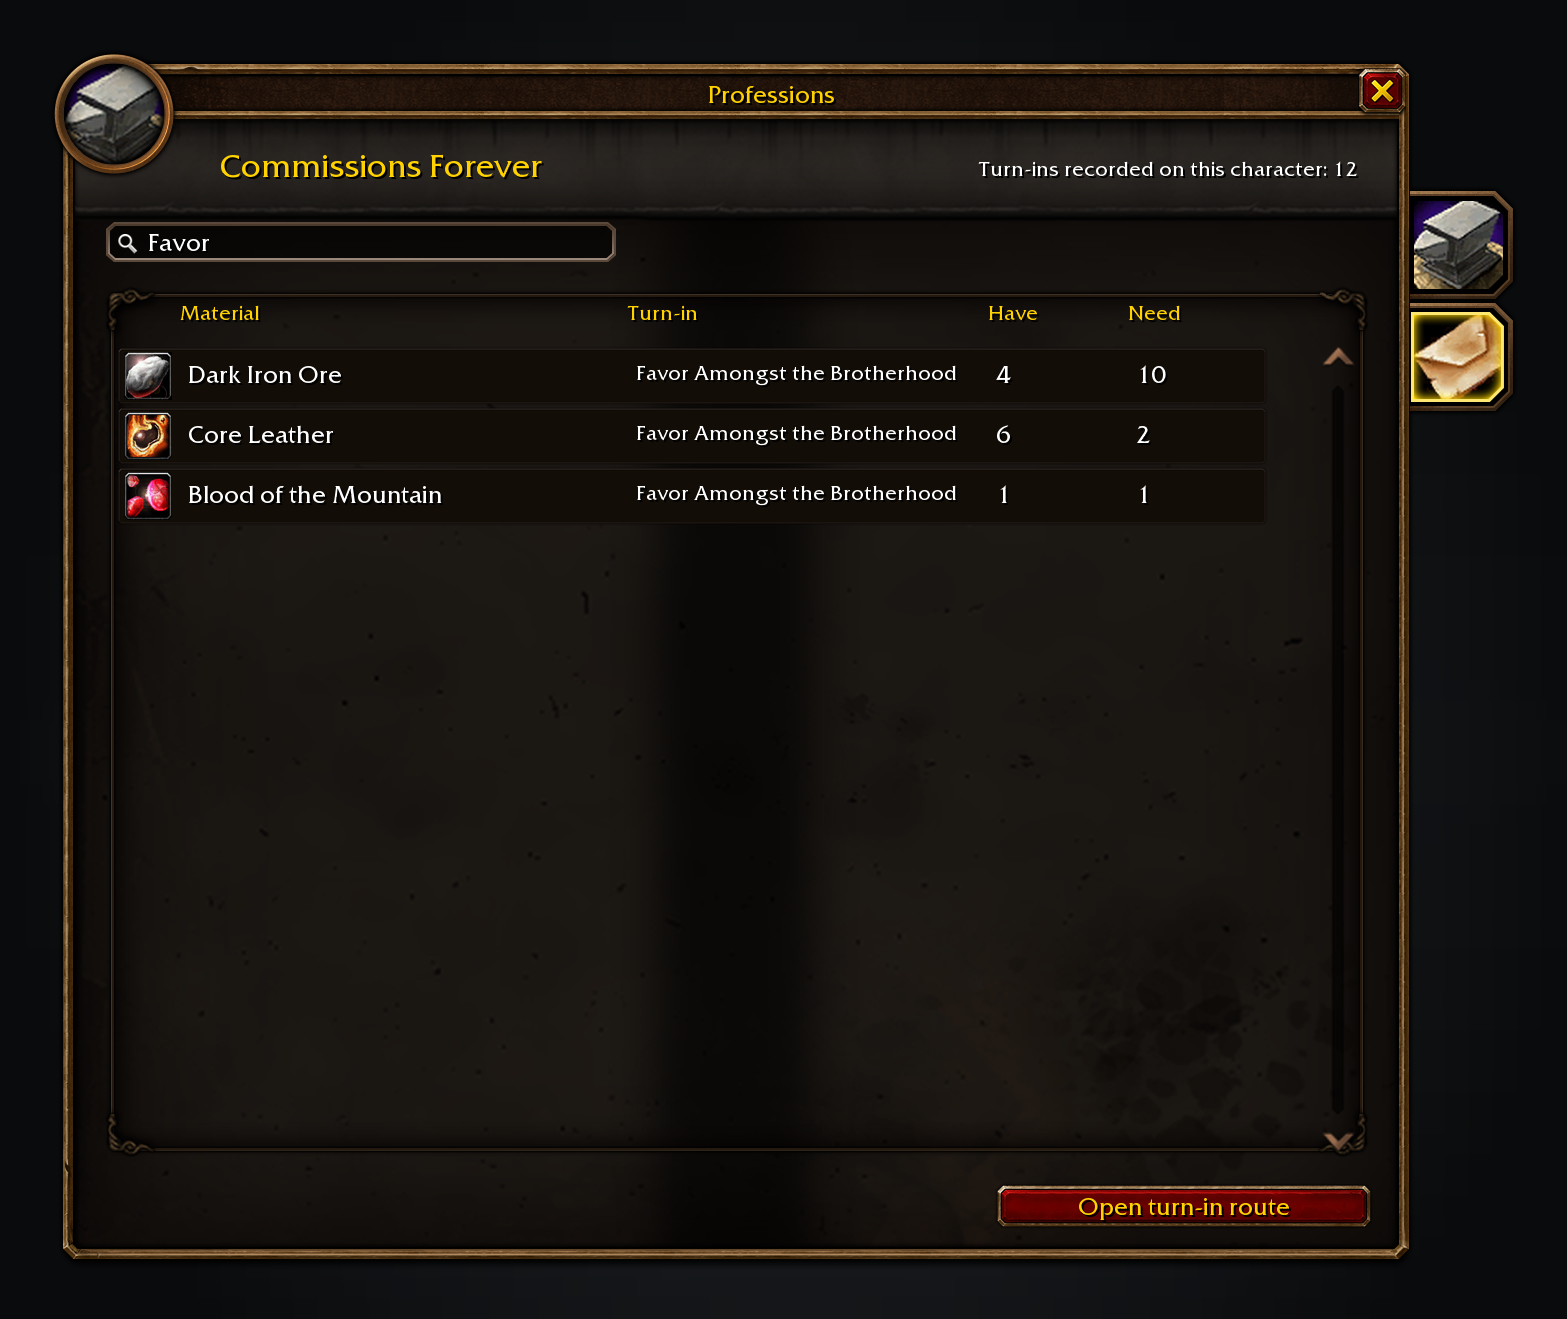 Professions
Commissions Forever
Turn-ins recorded on this character: 12
Favor
Material Turn-in Have Need
Dark Iron Ore Favor Amongst the Brotherhood 4 10
Core Leather Favor Amongst the Brotherhood 6 2
Blood of the Mountain Favor Amongst the Brotherhood 1 1
Open turn-in route